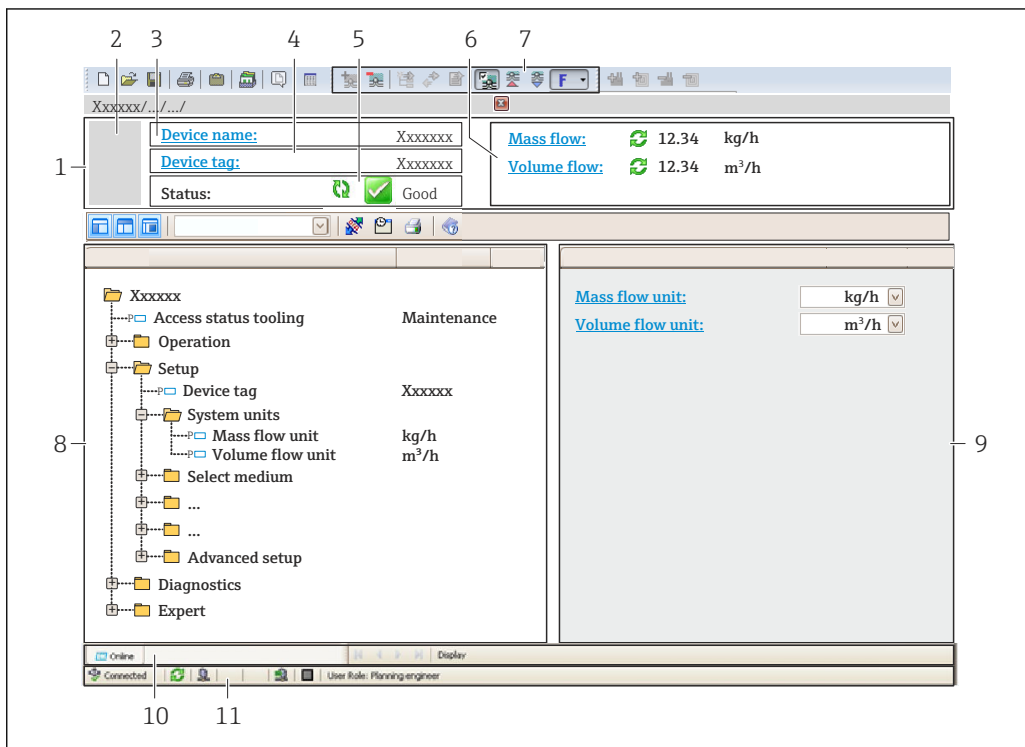 2 3 4 5 6 7
F
Xxxxxx/.../.../
1
Device name: Xxxxxxx
Device tag: Xxxxxxx
Status: Good
Mass flow: 12.34 kg/h
Volume flow: 12.34 m³/h
Xxxxxx
Access status tooling Maintenance
Operation
Setup
P Device tag Xxxxxx
System units
P Mass flow unit kg/h
P Volume flow unit m³/h
Select medium
...
...
Advanced setup
Diagnostics
Expert
8
Mass flow unit: kg/h
Volume flow unit: m³/h
9
Online Display
Connected User Role: Planning engineer
10 11